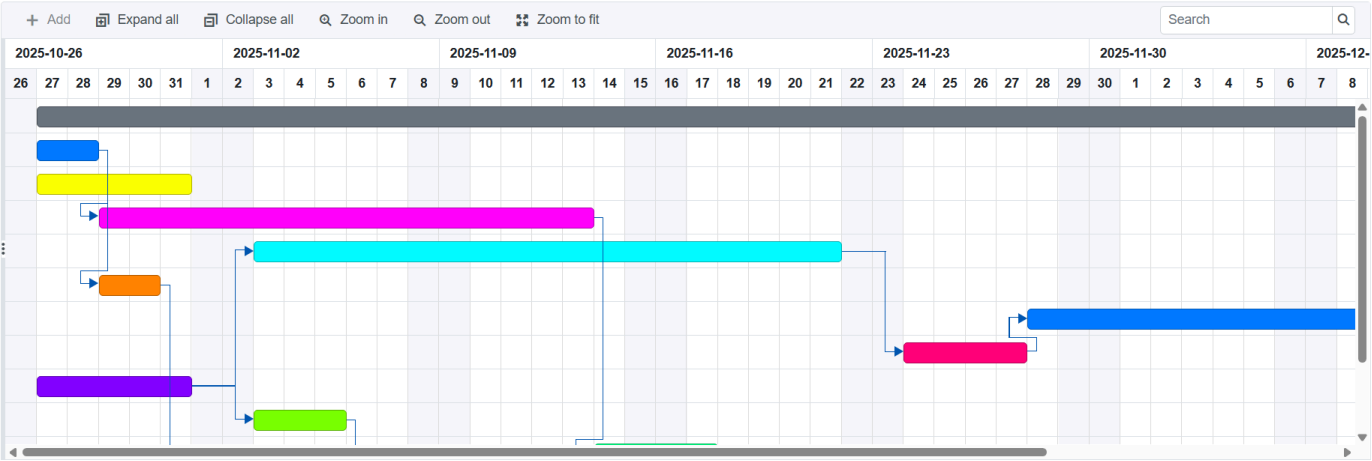 Add Expand all Collapse all Zoom in Zoom out Zoom to fit Search
2025-10-26 2025-11-02 2025-11-09 2025-11-16 2025-11-23 2025-11-30 2025-12-
26 27 28 29 30 31 1 2 3 4 5 6 7 8 9 10 11 12 13 14 15 16 17 18 19 20 21 22 23 24 25 26 27 28 29 30 1 2 3 4 5 6 7 8